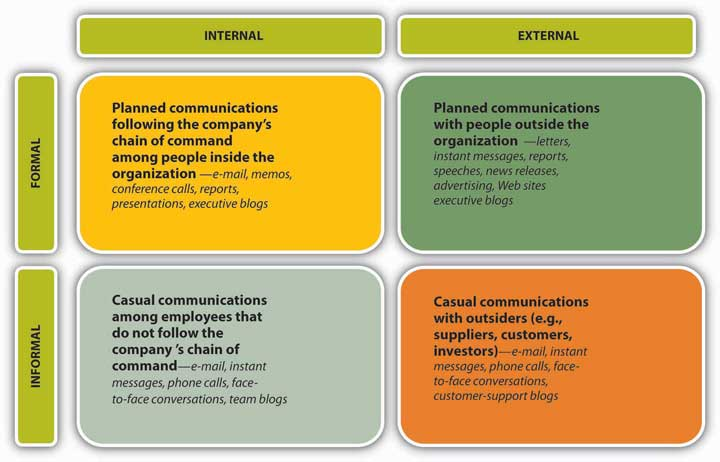 INTERNAL
EXTERNAL
FORMAL
Planned communications
following the company's
chain of command
among people inside the
organization —e-mail, memos,
conference calls, reports,
presentations, executive blogs
Planned communications
with people outside the
organization —letters,
instant messages, reports,
speeches, news releases,
advertising, Web sites
executive blogs
INFORMAL
Casual communications
among employees that
do not follow the
company 's chain of
command—e-mail, instant
messages, phone calls, face-
to-face conversations, team blogs
Casual communications
with outsiders (e.g.,
suppliers, customers,
investors)—e-mail, instant
messages, phone calls, face-
to-face conversations,
customer-support blogs